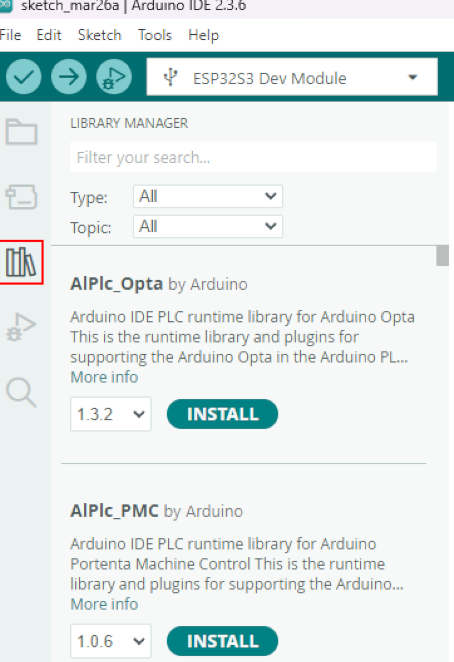 sketch_mar26a | Arduino IDE 2.3.6
File Edit Sketch Tools Help
ESP32S3 Dev Module
LIBRARY MANAGER
Filter your search...
Type: All
Topic: All
AlPlc_Opta by Arduino
Arduino IDE PLC runtime library for Arduino Opta
This is the runtime library and plugins for
supporting the Arduino Opta in the Arduino PL...
More info
1.3.2 INSTALL
AlPlc_PMC by Arduino
Arduino IDE PLC runtime library for Arduino
Portenta Machine Control This is the runtime
library and plugins for supporting the Arduino...
More info
1.0.6 INSTALL